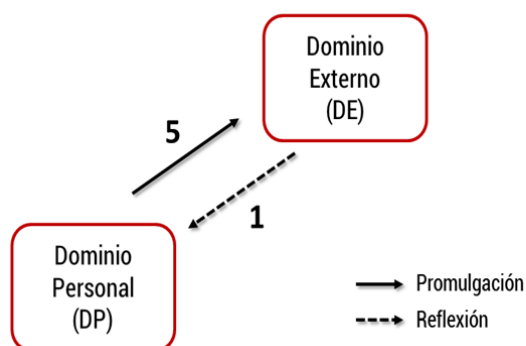 Dominio
Externo
(DE)
5
1
Dominio
Personal
(DP)
Promulgación
Reflexión